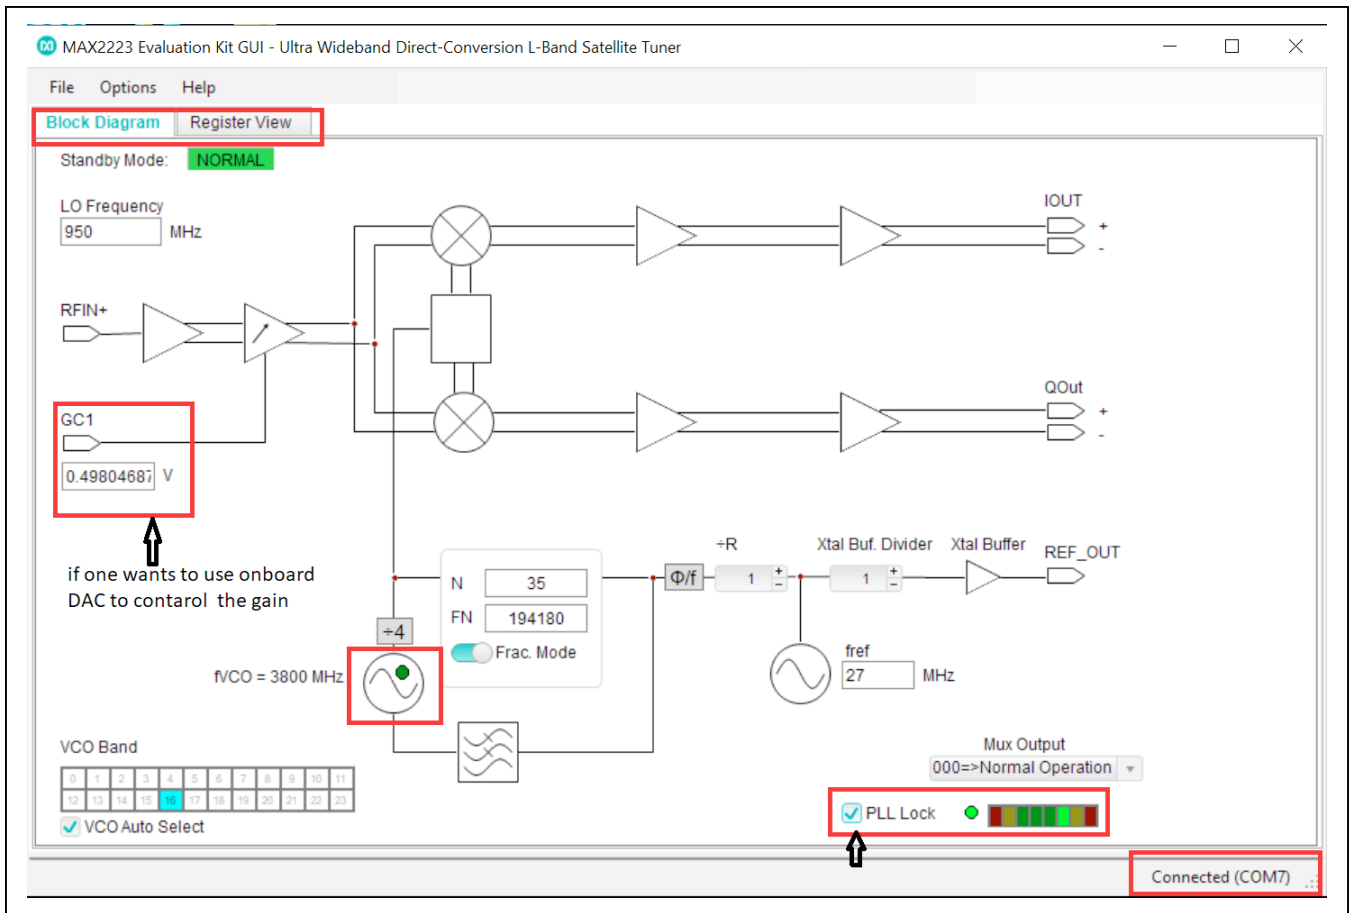 MAX2223 Evaluation Kit GUI - Ultra Wideband Direct-Conversion L-Band Satellite Tuner
File Options Help
Block Diagram Register View
Standby Mode: NORMAL
LO Frequency
950 MHz
IOUT
+
-
RFIN+
GC1
0.49804687 V
QOut
+
-
if one wants to use onboard
DAC to contarol the gain
÷R Xtal Buf. Divider Xtal Buffer REF_OUT
N 35 Φ/f 1 + - 1 + -
FN 194180
÷4
Frac. Mode
fref
fVCO = 3800 MHz
27 MHz
VCO Band
0 1 2 3 4 5 6 7 8 9 10 11
12 13 14 15 16 17 18 19 20 21 22 23
VCO Auto Select
Mux Output
000=>Normal Operation
PLL Lock
Connected (COM7)